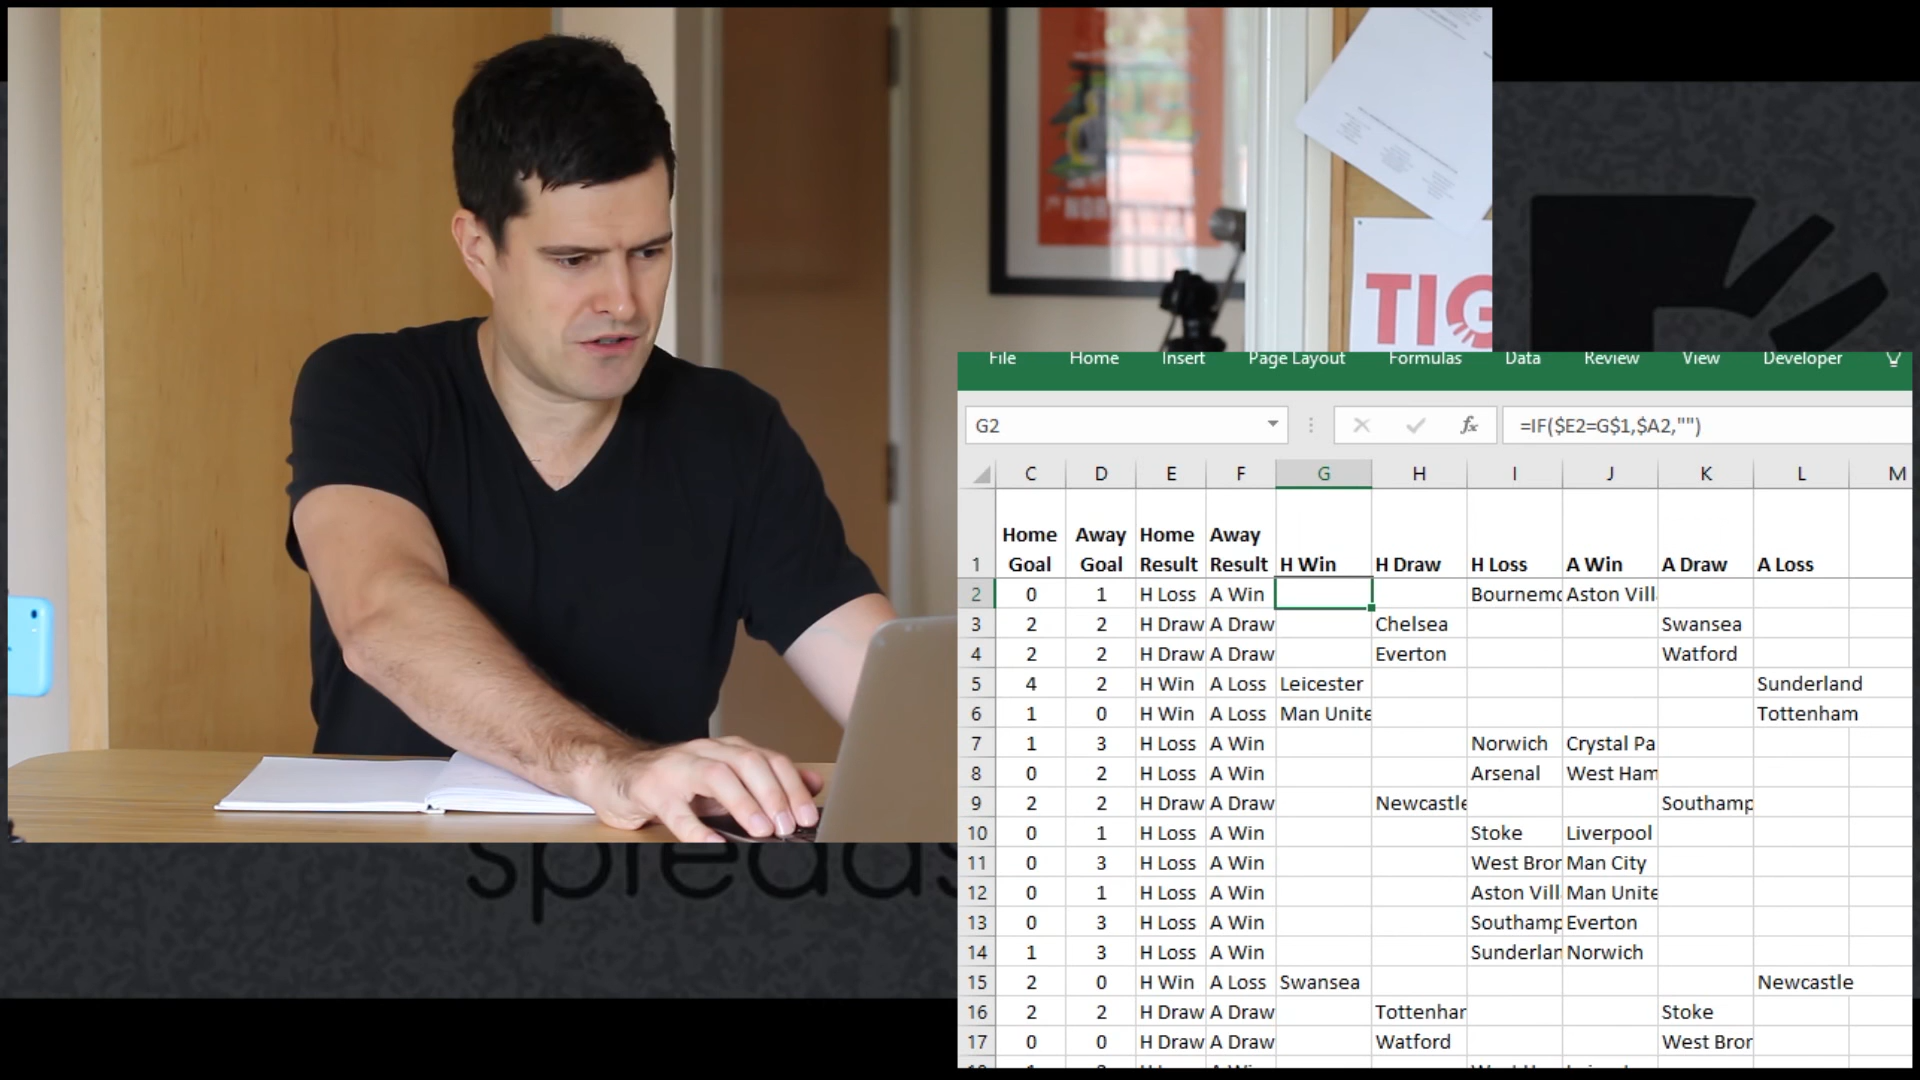 TIG
File Home Insert Page Layout Formulas Data Review View Developer
G2 fx =IF($E2=G$1,$A2,"")
C D E F G H I J K L M
1 Home Goal Away Goal Home Result Away Result H Win H Draw H Loss A Win A Draw A Loss
2 0 1 H Loss A Win Bournemo Aston Vill
3 2 2 H Draw A Draw Chelsea Swansea
4 2 2 H Draw A Draw Everton Watford
5 4 2 H Win A Loss Leicester Sunderland
6 1 0 H Win A Loss Man Unite Tottenham
7 1 3 H Loss A Win Norwich Crystal Pa
8 0 2 H Loss A Win Arsenal West Ham
9 2 2 H Draw A Draw Newcastle Southamp
10 0 1 H Loss A Win Stoke Liverpool
11 0 3 H Loss A Win West Bror Man City
12 0 1 H Loss A Win Aston Vill Man Unite
13 0 3 H Loss A Win Southamp Everton
14 1 3 H Loss A Win Sunderlan Norwich
15 2 0 H Win A Loss Swansea Newcastle
16 2 2 H Draw A Draw Tottenhar Stoke
17 0 0 H Draw A Draw Watford West Bror
spreads